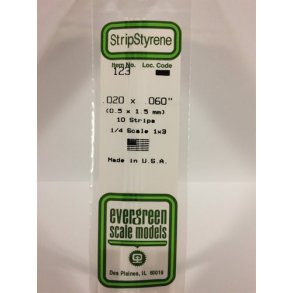 StripStyrene
Item No. Loc. Code
123
.020 x .060"
(0.5 x 1.5 mm)
10 Strips
1/4 Scale 1x3
Made in U.S.A.
evergreen
scale models
Des Plaines, IL 60018